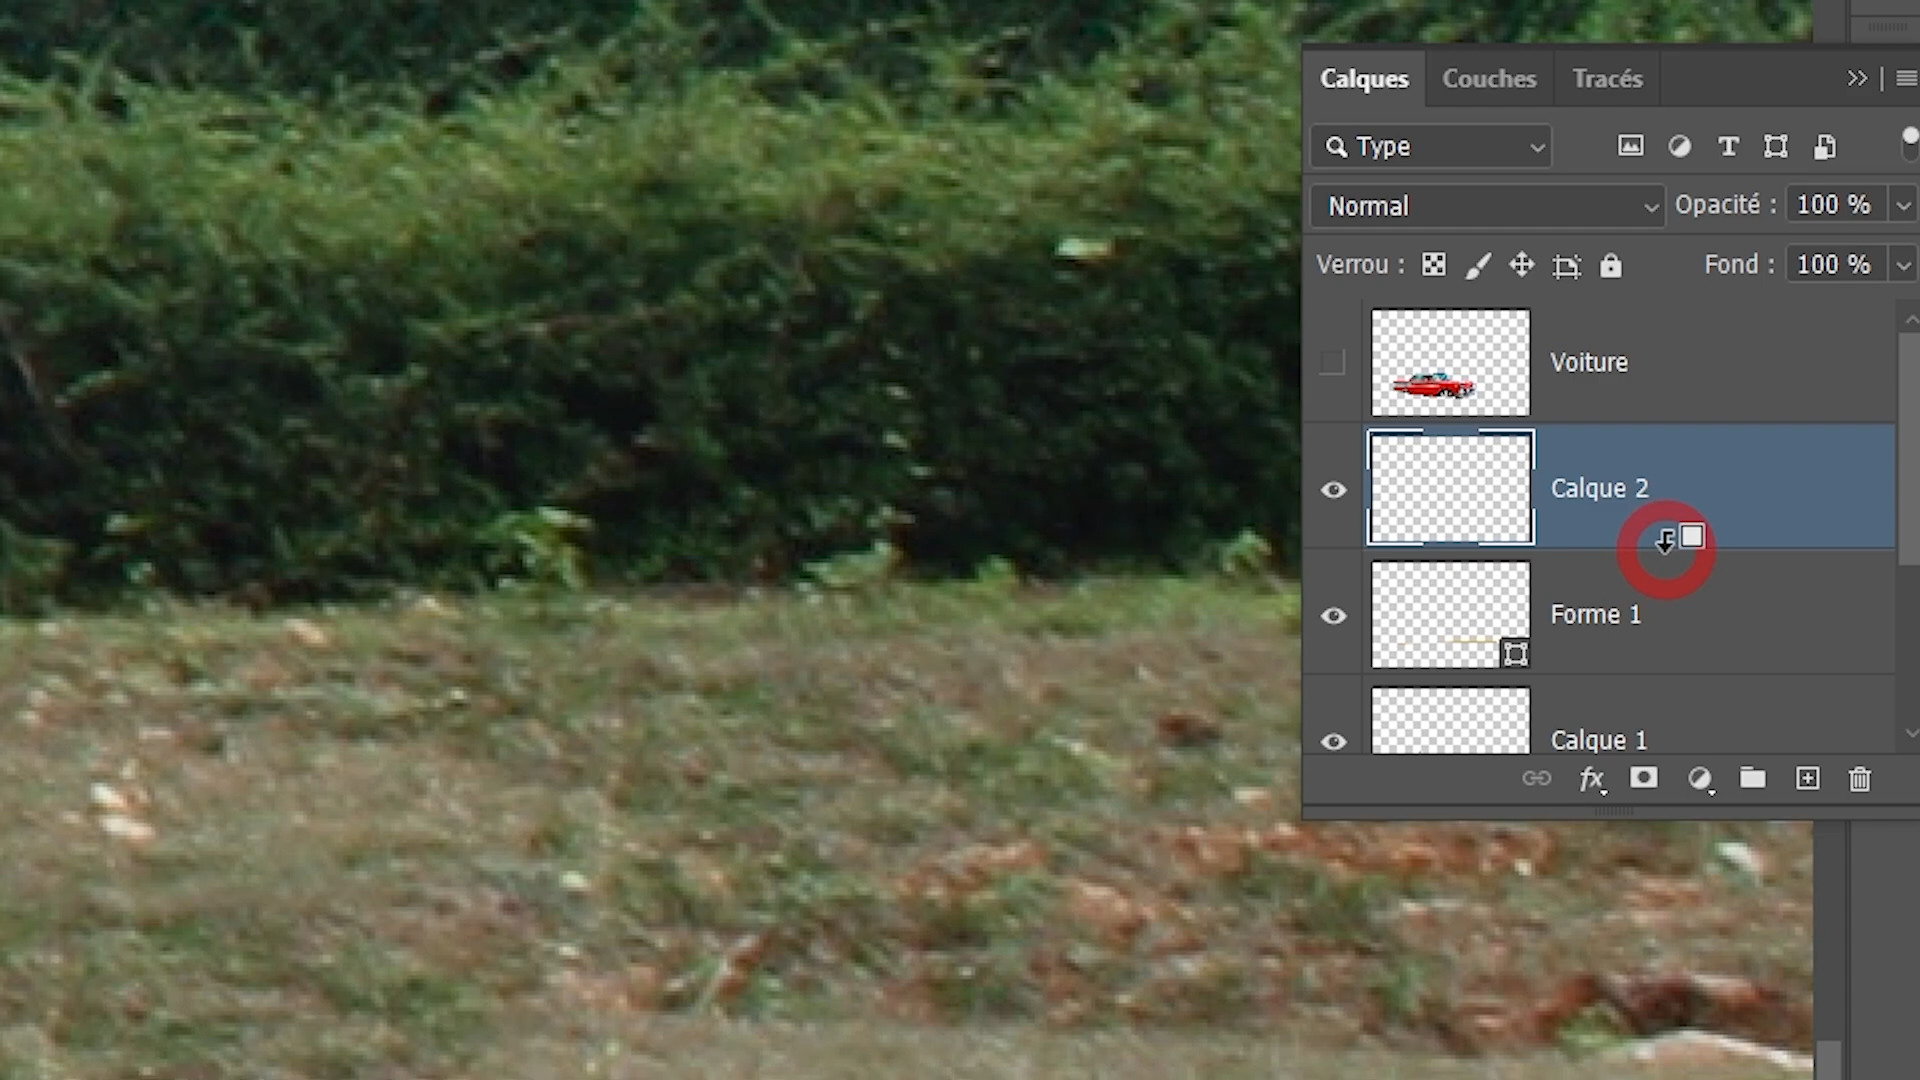 Calques Couches Tracés
Type
Normal Opacité : 100 %
Verrou : Fond : 100 %
Voiture
Calque 2
Forme 1
Calque 1
fx